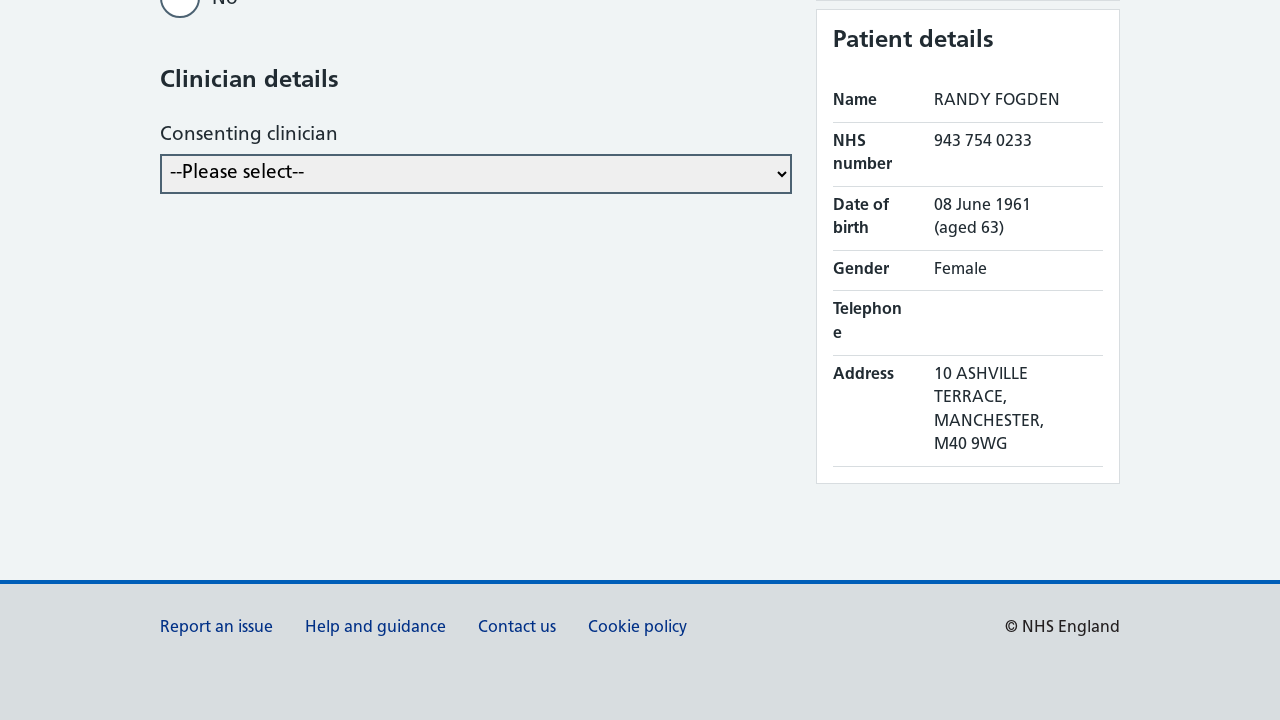 No
Clinician details
Consenting clinician
--Please select--
Patient details
Name RANDY FOGDEN
NHS number 943 754 0233
Date of birth 08 June 1961 (aged 63)
Gender Female
Telephone
Address 10 ASHVILLE
TERRACE,
MANCHESTER,
M40 9WG
Report an issue Help and guidance Contact us Cookie policy © NHS England